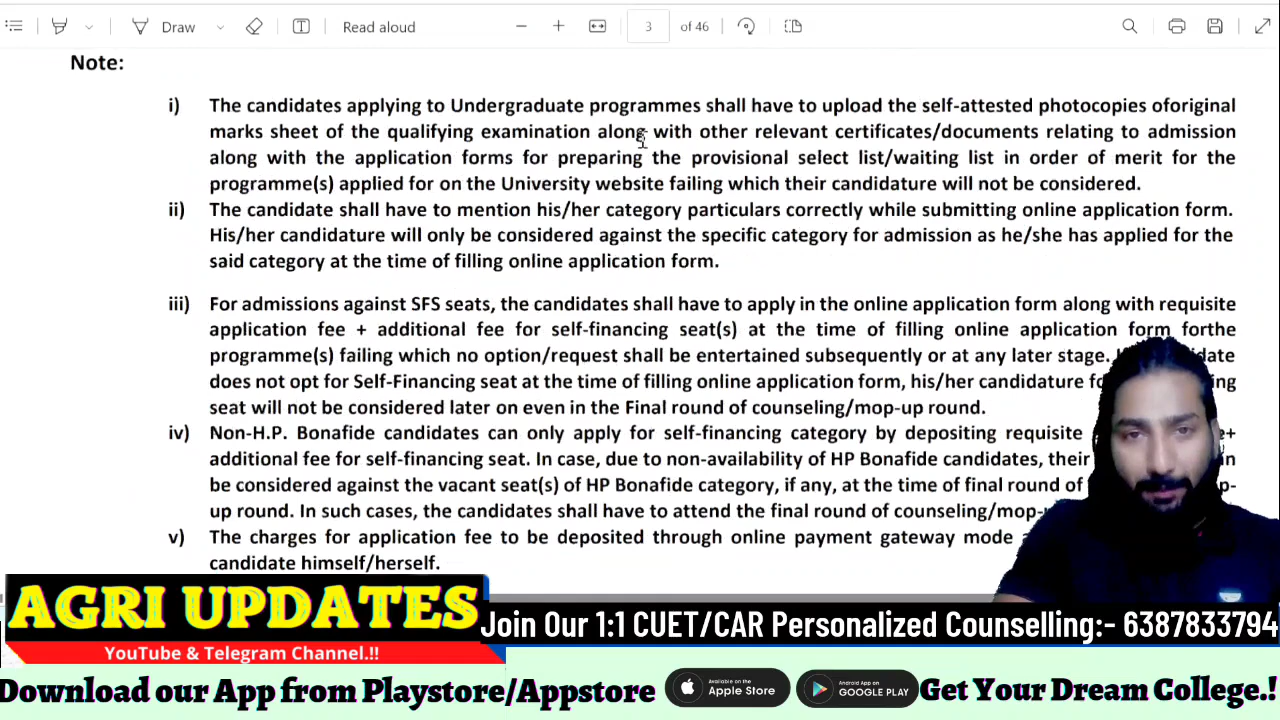 Draw
Read aloud
3
of 46
Note:
i) The candidates applying to Undergraduate programmes shall have to upload the self-attested photocopies oforiginal
marks sheet of the qualifying examination along with other relevant certificates/documents relating to admission
along with the application forms for preparing the provisional select list/waiting list in order of merit for the
programme(s) applied for on the University website failing which their candidature will not be considered.
ii) The candidate shall have to mention his/her category particulars correctly while submitting online application form.
His/her candidature will only be considered against the specific category for admission as he/she has applied for the
said category at the time of filling online application form.
iii) For admissions against SFS seats, the candidates shall have to apply in the online application form along with requisite
application fee + additional fee for self-financing seat(s) at the time of filling online application form forthe
programme(s) failing which no option/request shall be entertained subsequently or at any later stage.
does not opt for Self-Financing seat at the time of filling online application form, his/her candidature
seat will not be considered later on even in the Final round of counseling/mop-up round.
iv) Non-H.P. Bonafide candidates can only apply for self-financing category by depositing requisite
additional fee for self-financing seat. In case, due to non-availability of HP Bonafide candidates, their
be considered against the vacant seat(s) of HP Bonafide category, if any, at the time of final round of
up round. In such cases, the candidates shall have to attend the final round of counseling/mop-
v) The charges for application fee to be deposited through online payment gateway mode
candidate himself/herself.
AGRI UPDATES
YouTube & Telegram Channel.!!
Join Our 1:1 CUET/CAR Personalized Counselling:- 6387833794
Download our App from Playstore/Appstore
Available on the
Apple Store
Android App on
GOOGLE PLAY
Get Your Dream College.!